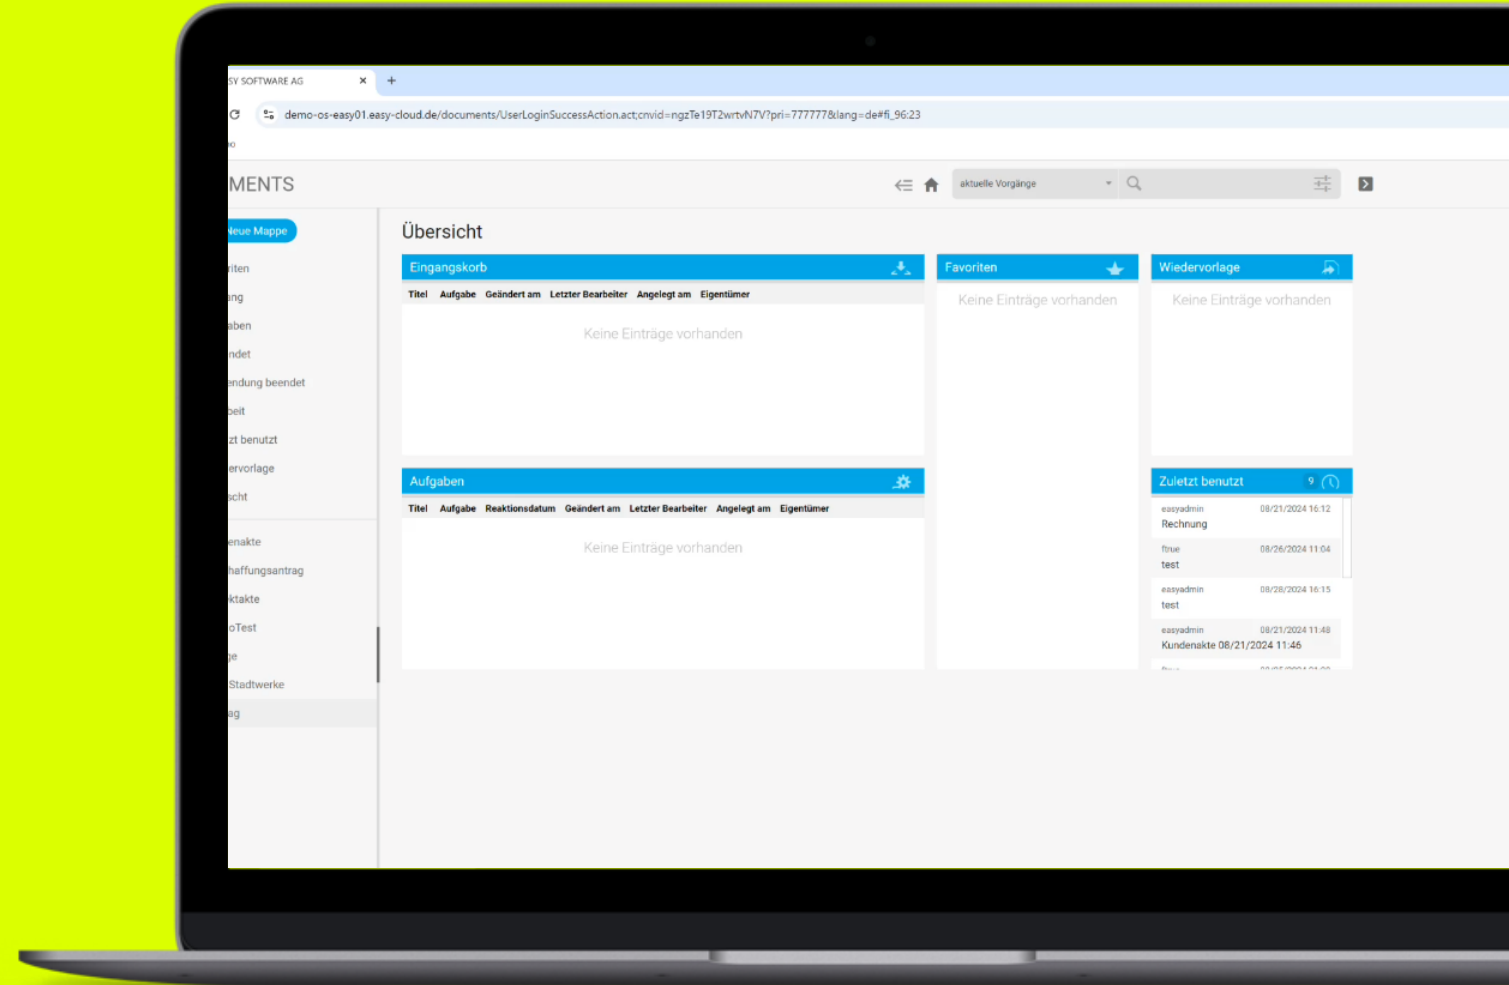 SY SOFTWARE AG
demo-os-easy01.easy-cloud.de/documents/UserLoginSuccessAction.act;cnvid=ngzTe19T2wrtvN7V?pri=777777&lang=de#fi_96:23
MENTS
aktuelle Vorgänge
Neue Mappe
riten
ang
aben
ndet
endung beendet
beit
zt benutzt
ervorlage
scht
enakte
haffungsantrag
ktakte
oTest
ge
Stadtwerke
ag
Übersicht
Eingangskorb
Titel Aufgabe Geändert am Letzter Bearbeiter Angelegt am Eigentümer
Keine Einträge vorhanden
Favoriten
Keine Einträge vorhanden
Wiedervorlage
Keine Einträge vorhanden
Aufgaben
Titel Aufgabe Reaktionsdatum Geändert am Letzter Bearbeiter Angelegt am Eigentümer
Keine Einträge vorhanden
Zuletzt benutzt 9
easyadmin 08/21/2024 16:12
Rechnung
ftrue 08/26/2024 11:04
test
easyadmin 08/28/2024 16:15
test
easyadmin 08/21/2024 11:48
Kundenakte 08/21/2024 11:46